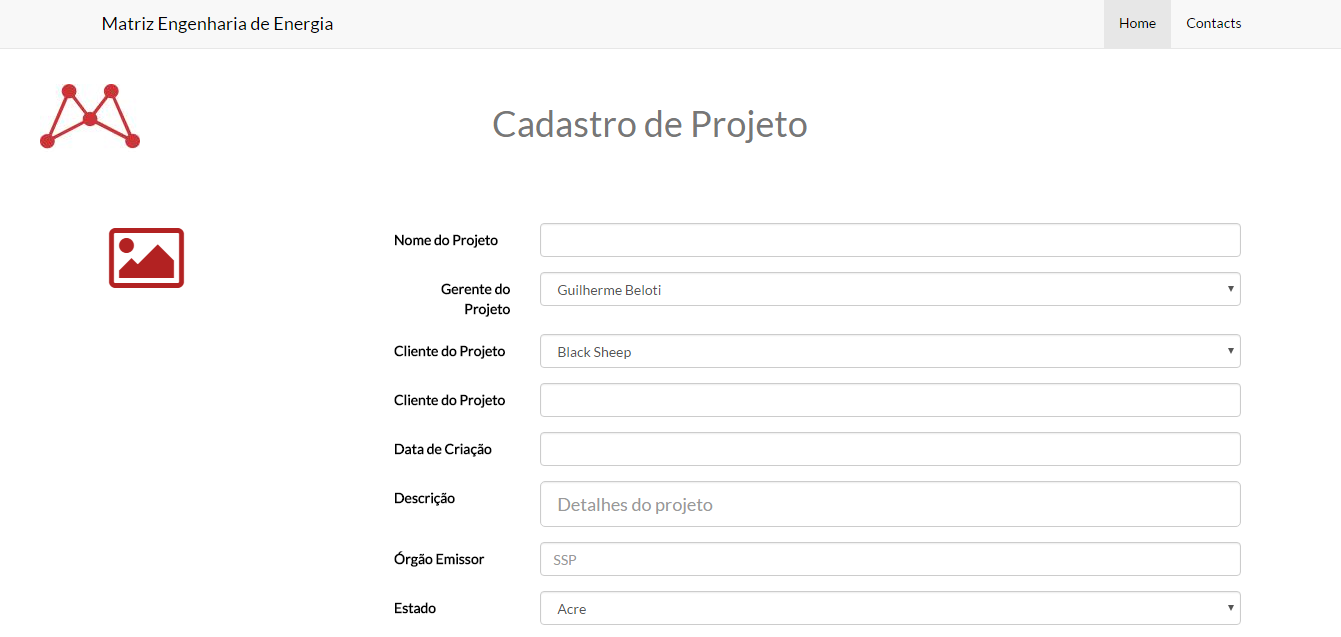 Matriz Engenharia de Energia
Home
Contacts
Cadastro de Projeto
Nome do Projeto
Gerente do
Projeto
Guilherme Beloti
Cliente do Projeto
Black Sheep
Cliente do Projeto
Data de Criação
Descrição
Detalhes do projeto
Órgão Emissor
SSP
Estado
Acre